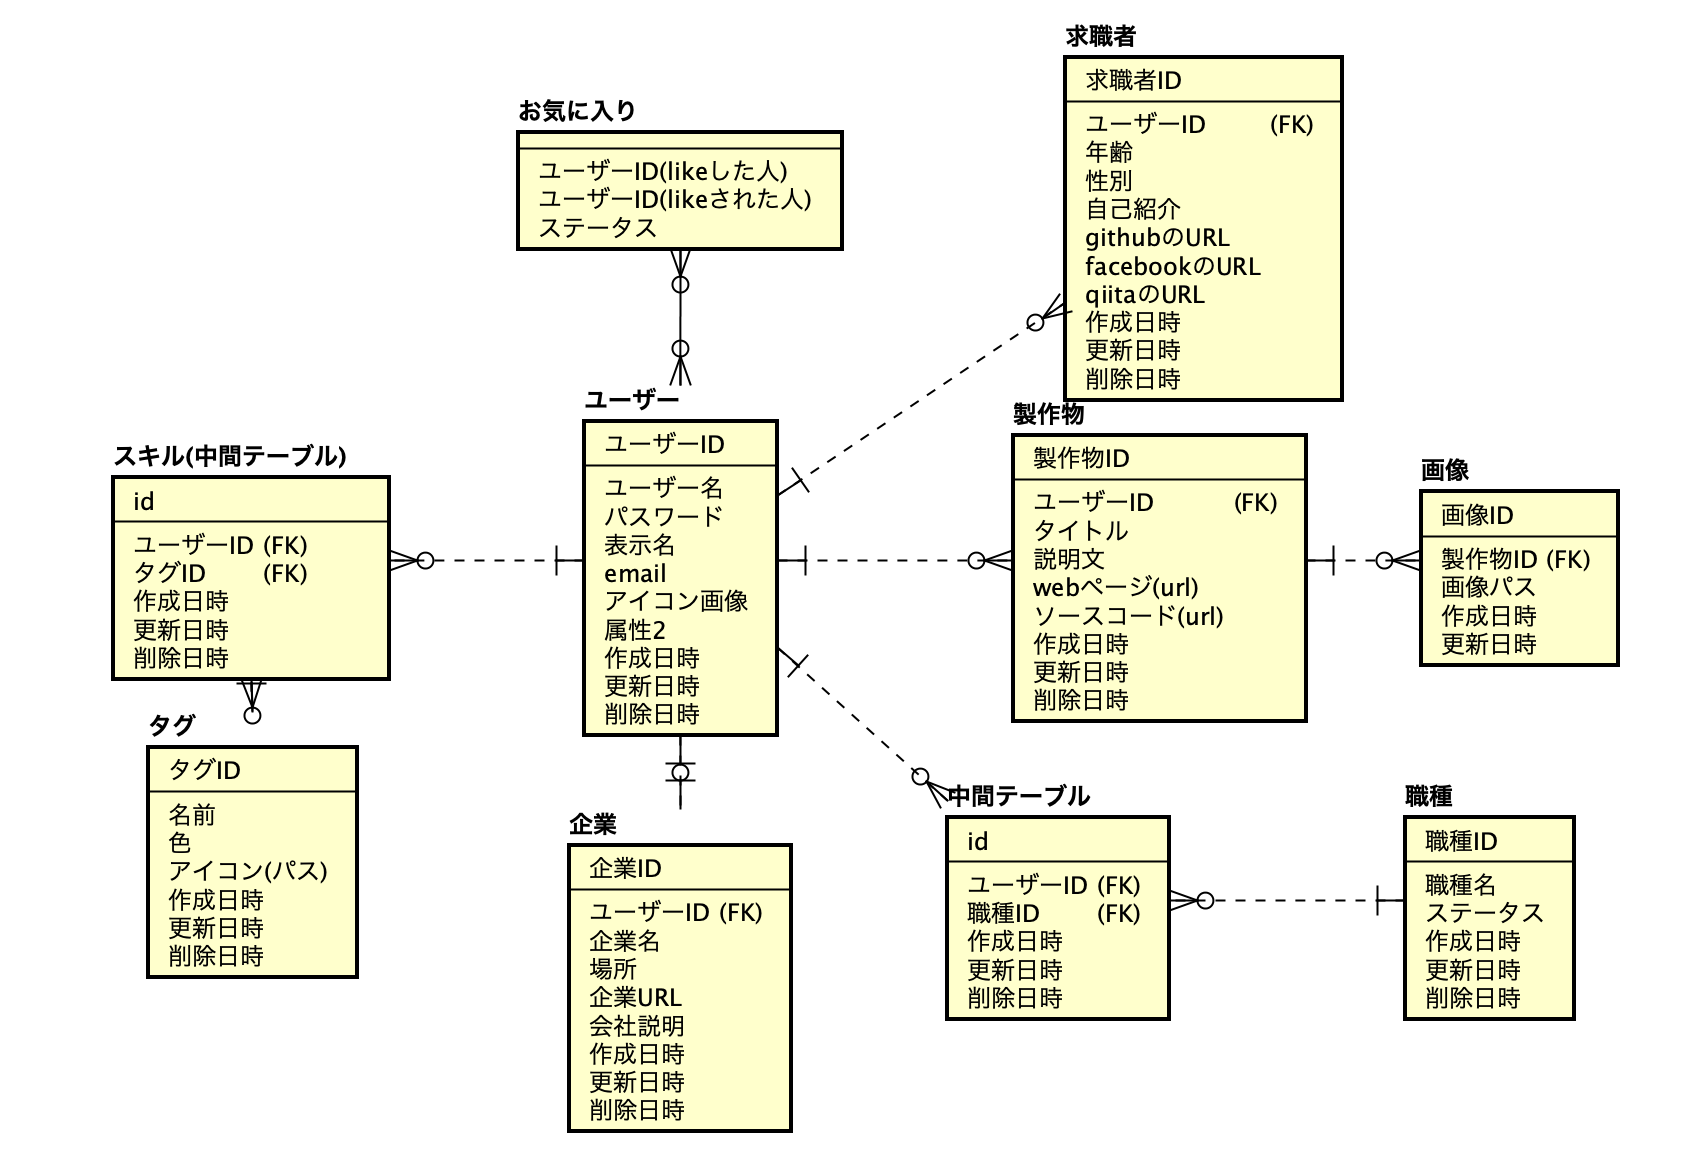 求職者
求職者ID
ユーザーID (FK)
年齢
性別
自己紹介
githubのURL
facebookのURL
qiitaのURL
作成日時
更新日時
削除日時
お気に入り
ユーザーID(likeした人)
ユーザーID(likeされた人)
ステータス
ユーザー
ユーザーID
ユーザー名
パスワード
表示名
email
アイコン画像
属性2
作成日時
更新日時
削除日時
製作物
製作物ID
ユーザーID (FK)
タイトル
説明文
webページ(url)
ソースコード(url)
作成日時
更新日時
削除日時
画像
画像ID
製作物ID (FK)
画像パス
作成日時
更新日時
スキル(中間テーブル)
id
ユーザーID (FK)
タグID (FK)
作成日時
更新日時
削除日時
タグ
タグID
名前
色
アイコン(パス)
作成日時
更新日時
削除日時
企業
企業ID
ユーザーID (FK)
企業名
場所
企業URL
会社説明
作成日時
更新日時
削除日時
中間テーブル
id
ユーザーID (FK)
職種ID (FK)
作成日時
更新日時
削除日時
職種
職種ID
職種名
ステータス
作成日時
更新日時
削除日時